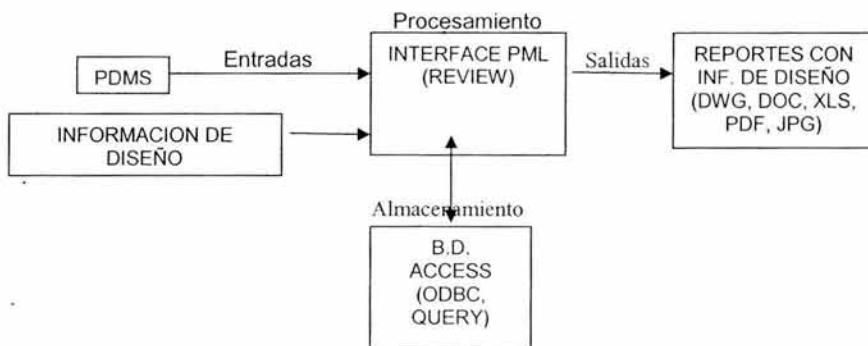 Procesamiento
Entradas
PDMS
INTERFACE PML
(REVIEW)
Salidas
REPORTES CON
INF. DE DISEÑO
(DWG, DOC, XLS,
PDF, JPG)
INFORMACION DE
DISEÑO
Almacenamiento
B.D.
ACCESS
(ODBC,
QUERY)